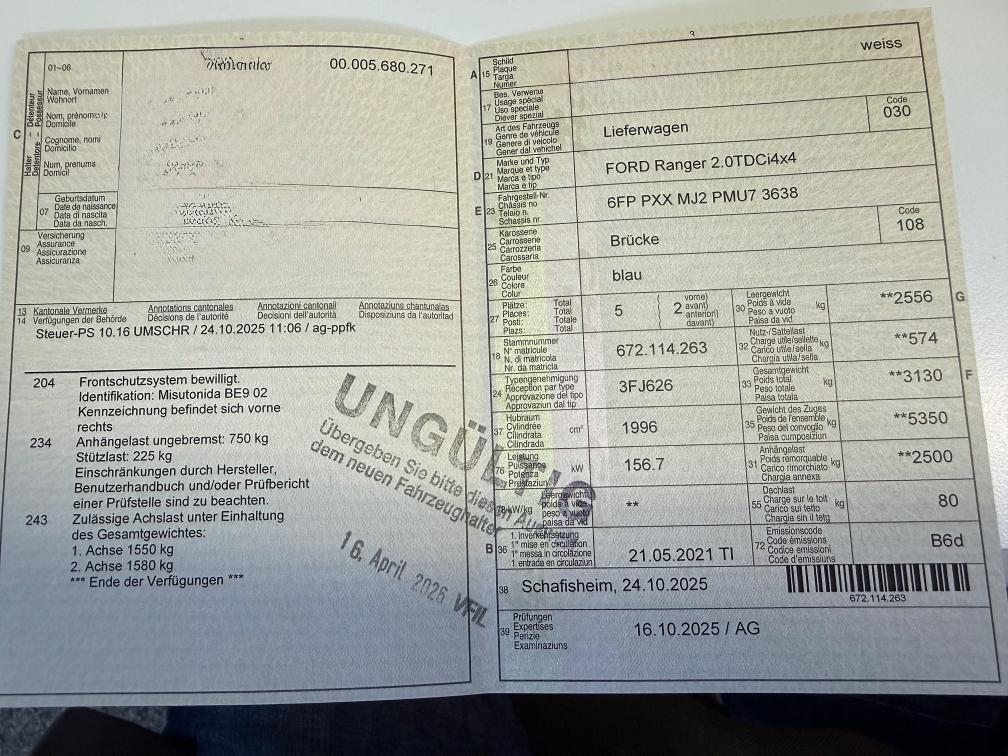 01–06
00.005.680.271
C
Halter – Détenteur
Detentore – Possessur
Name, Vornamen
Wohnort
Nom, prénoms
Domicile
Cognome, nomi
Domicilio
Num, prenums
Domicil
07
Geburtsdatum
Date de naissance
Data di nascita
Data da nasch.
09
Versicherung
Assurance
Assicurazione
Assicuranza
13 Kantonale Vermerke
14 Verfügungen der Behörde
Annotations cantonales
Décisions de l'autorité
Annotazioni cantonali
Decisioni dell'autorità
Annotaziuns chantunalas
Disposiziuns da l'autoritad
Steuer-PS 10.16 UMSCHR / 24.10.2025 11:06 / ag-ppfk
204 Frontschutzsystem bewilligt.
Identifikation: Misutonida BE9 02
Kennzeichnung befindet sich vorne
rechts
234 Anhängelast ungebremst: 750 kg
Stützlast: 225 kg
Einschränkungen durch Hersteller,
Benutzerhandbuch und/oder Prüfbericht
einer Prüfstelle sind zu beachten.
243 Zulässige Achslast unter Einhaltung
des Gesamtgewichtes:
1. Achse 1550 kg
2. Achse 1580 kg
*** Ende der Verfügungen ***
UNGÜLTIG
Übergeben Sie bitte diesen
dem neuen Fahrzeughalter
16. April 2026 VFIL
A 15
Schild
Plaque
Targa
Numer
weiss
17
Bes. Verwend.
Usage spécial
Uso speciale
Diever spezial
19
Art des Fahrzeugs
Genre de véhicule
Genere di veicolo
Gener dal vehichel
Lieferwagen
Code
030
D 21
Marke und Typ
Marque et type
Marca e tipo
Marca e tip
FORD Ranger 2.0TDCi4x4
E 23
Fahrgestell-Nr.
Châssis no
Telaio n.
Schassis nr.
6FP PXX MJ2 PMU7 3638
25
Karosserie
Carrosserie
Carrozzeria
Carossaria
Brücke
Code
108
26
Farbe
Couleur
Colore
Colur
blau
27
Plätze: Total
Places: Total
Posti: Totale
Plazs: Total
5
2
vorne)
avant)
anteriori)
davant)
30
Leergewicht
Poids à vide
Peso a vuoto
Paisa da vid
kg
**2556
G
18
Stammnummer
N° matricule
N. di matricola
Nr. da matricla
672.114.263
32
Nutz-/Sattellast
Charge utile/sellette
Carico utile/sella
Chargia utila/sella
kg
**574
24
Typengenehmigung
Réception par type
Approvazione del tipo
Approvaziun dal tip
3FJ626
33
Gesamtgewicht
Poids total
Peso totale
Paisa totala
kg
**3130
F
37
Hubraum
Cylindrée
Cilindrata
Cilindrada
cm³
1996
35
Gewicht des Zuges
Poids de l'ensemble
Peso del convoglio
Paisa cumposiziun
kg
**5350
76
Leistung
Puissance
Potenza
Prestaziun
kW
156.7
31
Anhängelast
Poids remorquable
Carico rimorchiato
Chargia annexa
kg
**2500
78 kW/kg
Leergewicht
poids à vide
peso a vuoto
paisa da vid
**
55
Dachlast
Charge sur le toit
Carico sul tetto
Chargia sin il tetg
kg
80
B 36
1. Inverkehrsetzung
1re mise en circulation
1a messa in circolazione
1. entrada en circulaziun
21.05.2021 TI
72
Emissionscode
Code émissions
Codice emissioni
Code d'emissiuns
B6d
38 Schafisheim, 24.10.2025
672.114.263
39
Prüfungen
Expertises
Perizie
Examinaziuns
16.10.2025 / AG